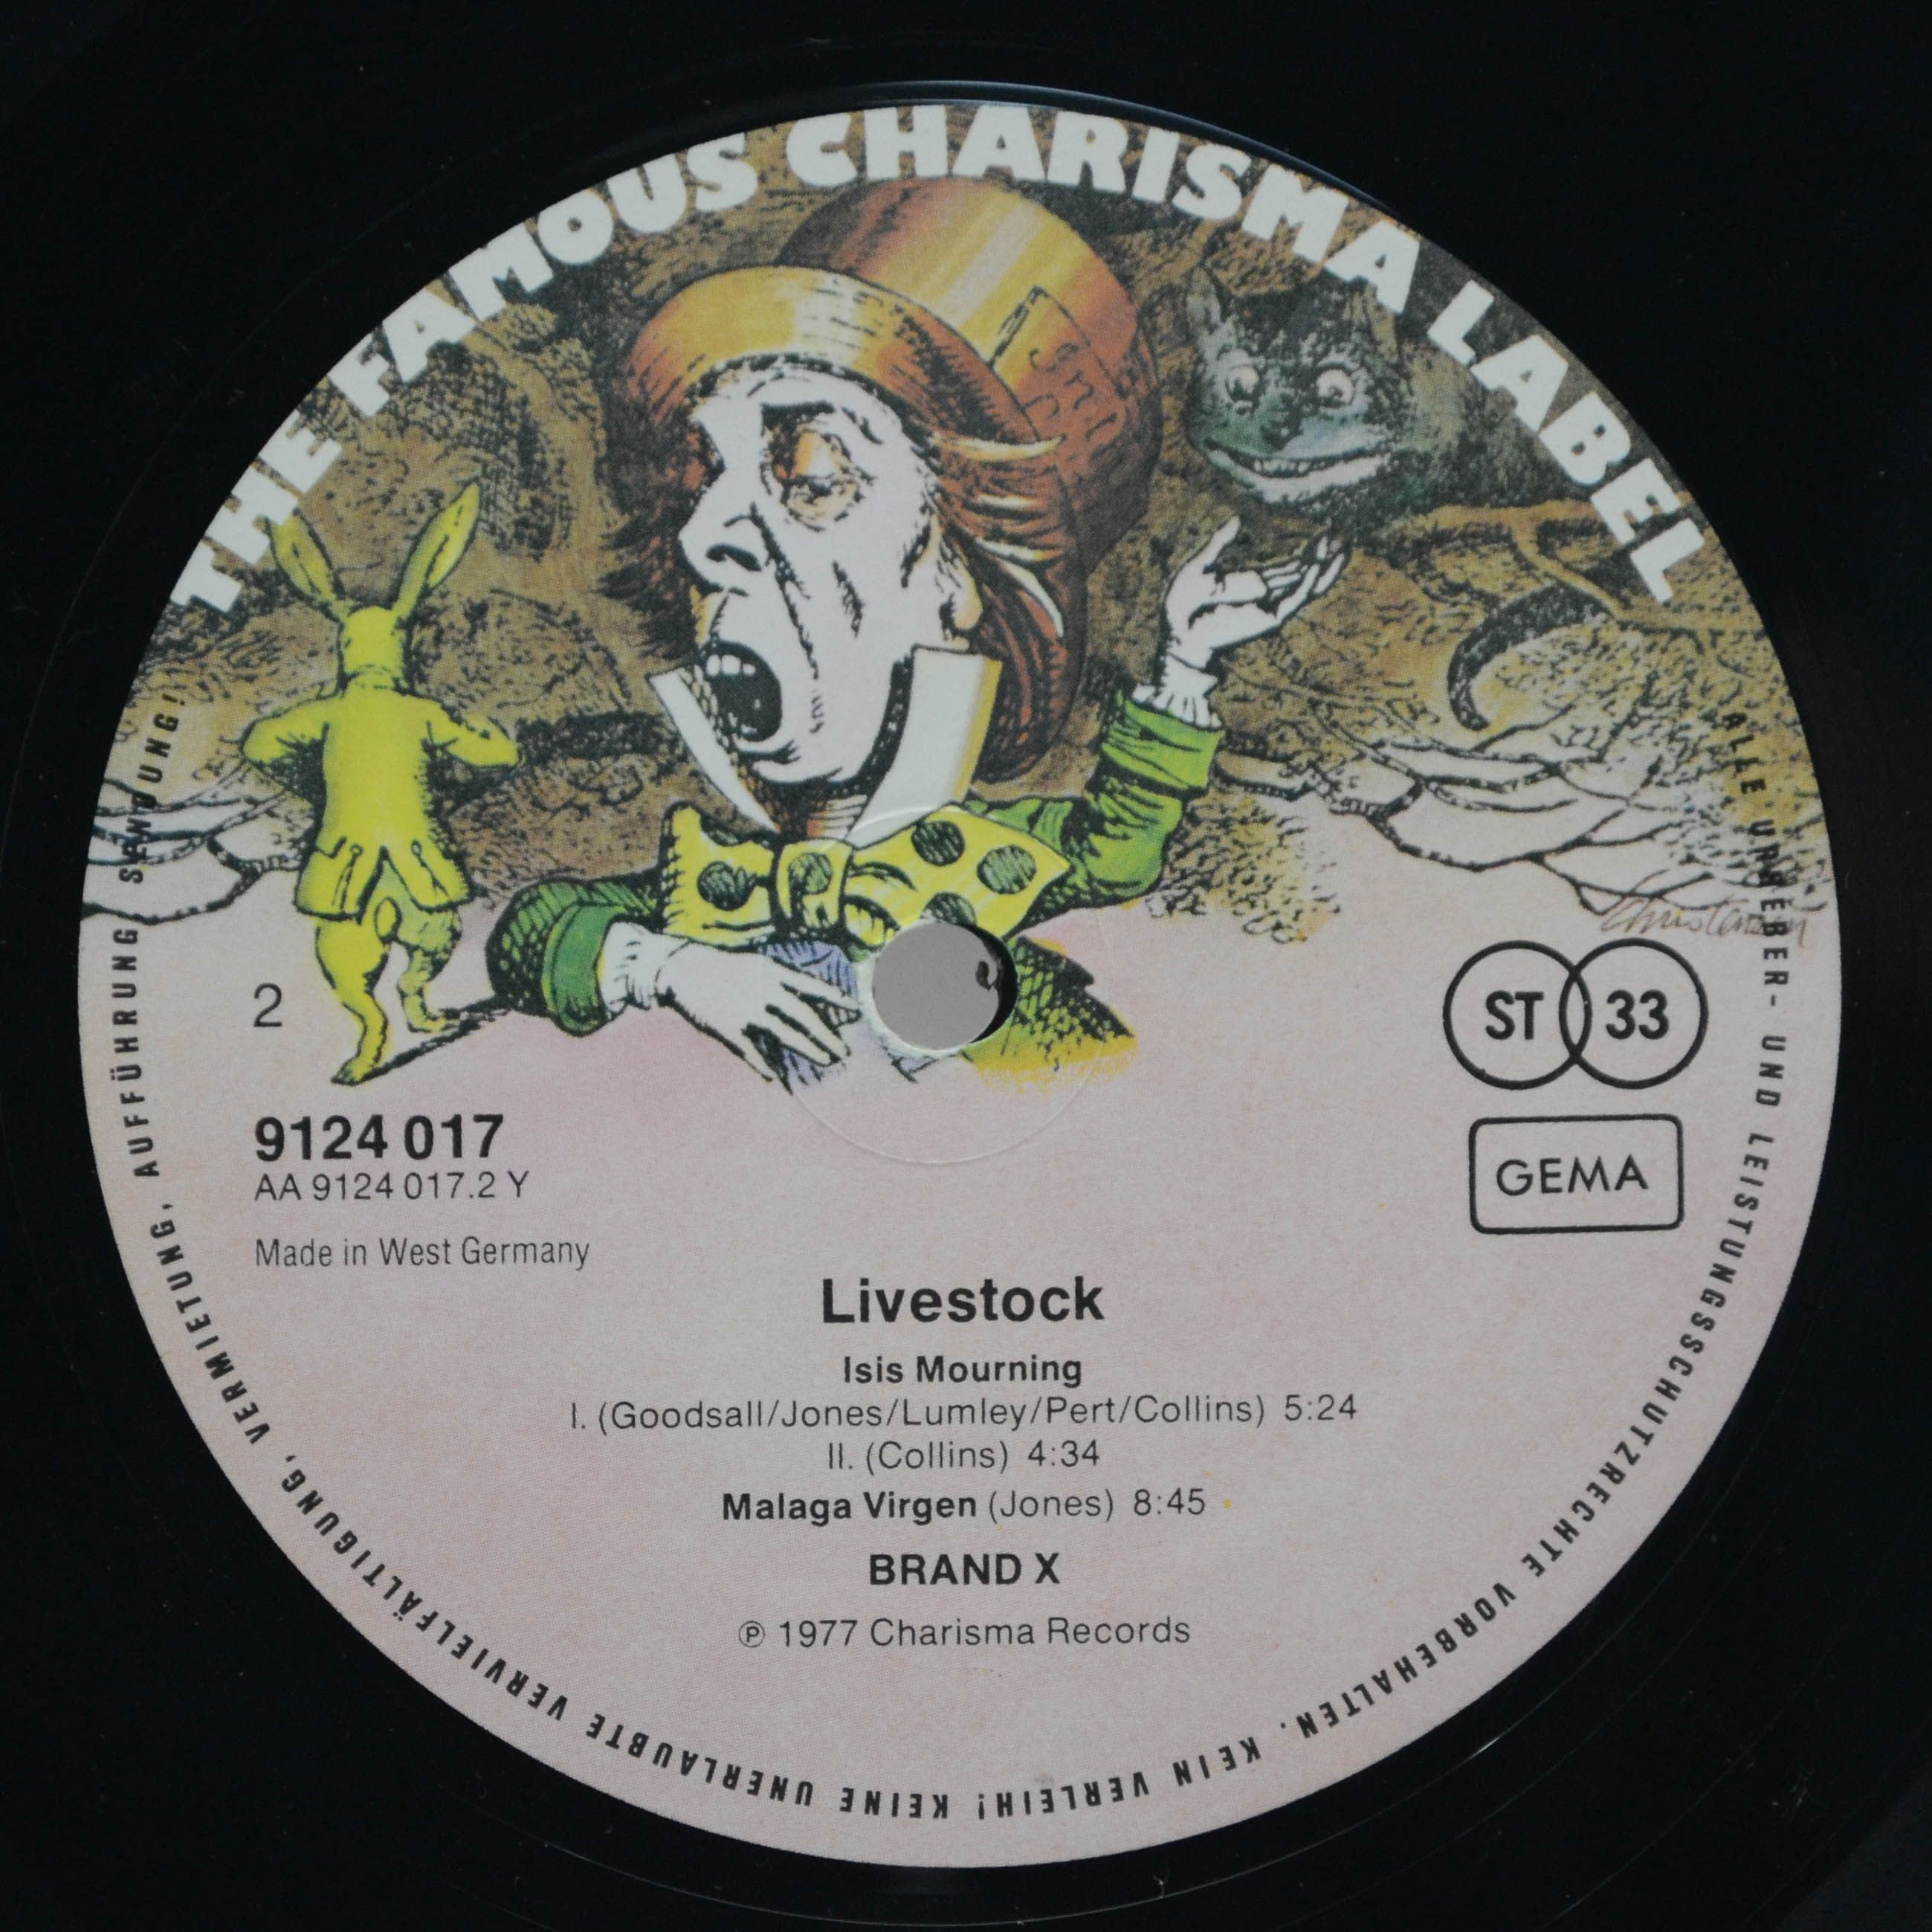 THE FAMOUS CHARISMA LABEL
2
ST 33
9124 017
GEMA
AA 9124 017.2 Y
Made in West Germany
Livestock
Isis Mourning
I. (Goodsall/Jones/Lumley/Pert/Collins) 5:24
II. (Collins) 4:34
Malaga Virgen (Jones) 8:45
BRAND X
℗ 1977 Charisma Records
ALLE URHEBER- UND LEISTUNGSSCHUTZRECHTE VORBEHALTEN. KEIN VERLEIH! KEINE UNERLAUBTE VERVIELFÄLTIGUNG, VERMIETUNG, AUFFÜHRUNG, SENDUNG!